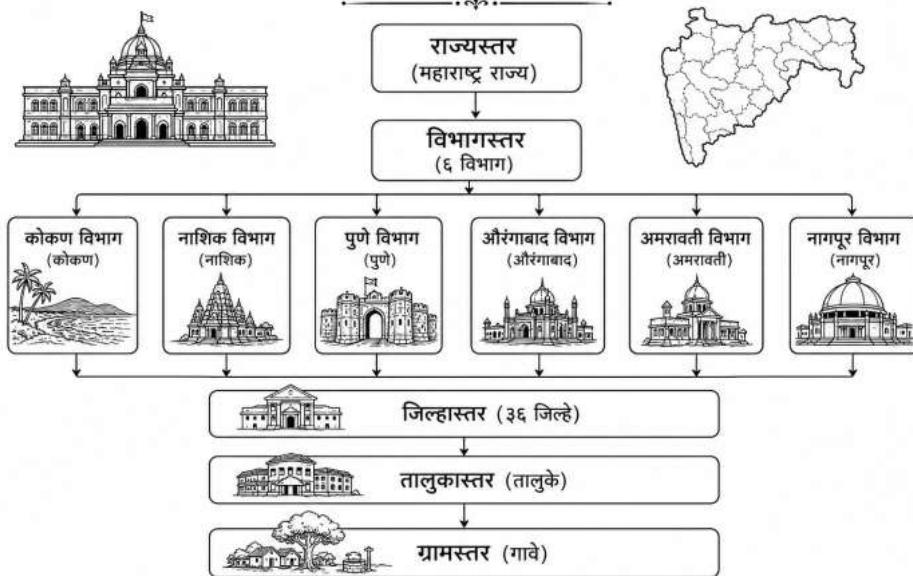 राज्यस्तर
(महाराष्ट्र राज्य)
विभागस्तर
(६ विभाग)
कोकण विभाग
(कोकण)
नाशिक विभाग
(नाशिक)
पुणे विभाग
(पुणे)
औरंगाबाद विभाग
(औरंगाबाद)
अमरावती विभाग
(अमरावती)
नागपूर विभाग
(नागपूर)
जिल्हास्तर (३६ जिल्हे)
तालुकास्तर (तालुके)
ग्रामस्तर (गावे)